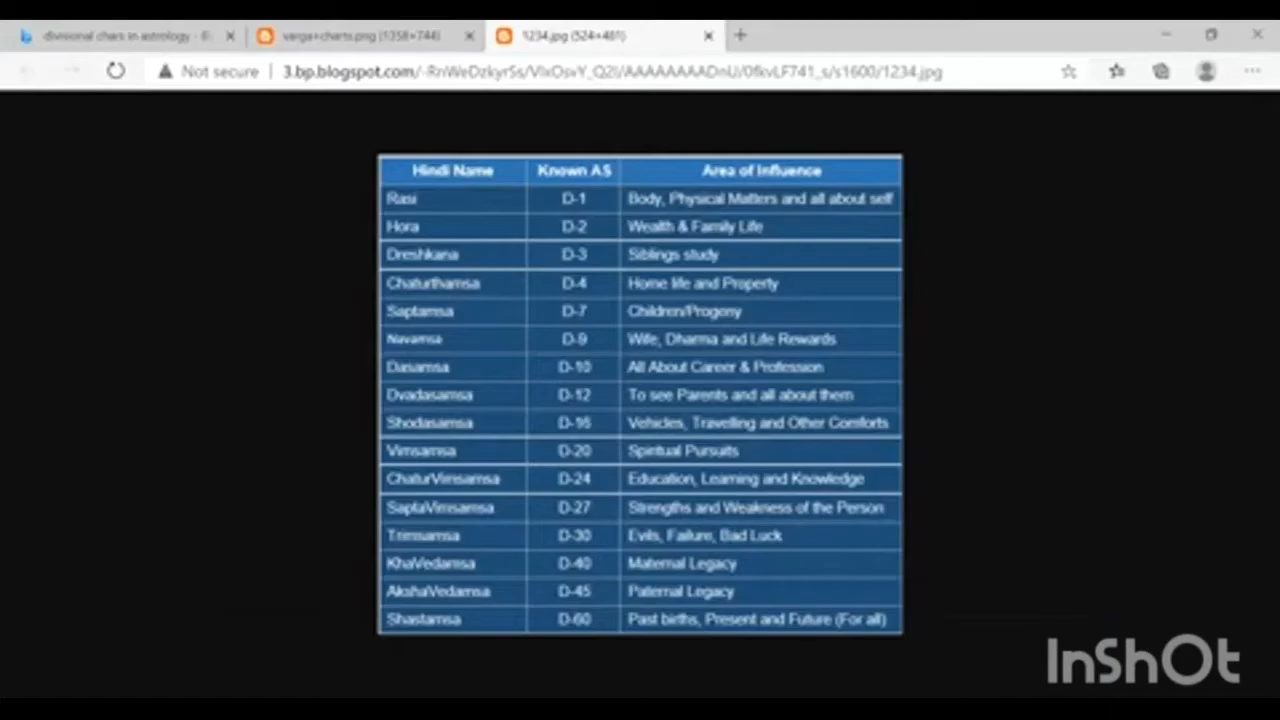 divisional chars in astrology - Bi
varga+charts.png (1358×744)
1234.jpg (524×481)
Not secure
3.bp.blogspot.com/
s1600/1234.jpg
Hindi Name Known AS Area of Influence
Rasi D-1 Body, Physical Matters and all about self
Hora D-2 Wealth & Family Life
Dreshkana D-3 Siblings study
Chaturthamsa D-4 Home life and Property
Saptamsa D-7 Children/Progeny
Navamsa D-9 Wife, Dharma and Life Rewards
Dasamsa D-10 All About Career & Profession
Dvadasamsa D-12 To see Parents and all about them
Shodasamsa D-16 Vehicles, Travelling and Other Comforts
Vimsamsa D-20 Spiritual Pursuits
ChaturVimsamsa D-24 Education, Learning and Knowledge
SaptaVimsamsa D-27 Strengths and Weakness of the Person
Trimsamsa D-30 Evils, Failure, Bad Luck
KhaVedamsa D-40 Maternal Legacy
AkshaVedamsa D-45 Paternal Legacy
Shastamsa D-60 Past births, Present and Future (For all)
InShOt